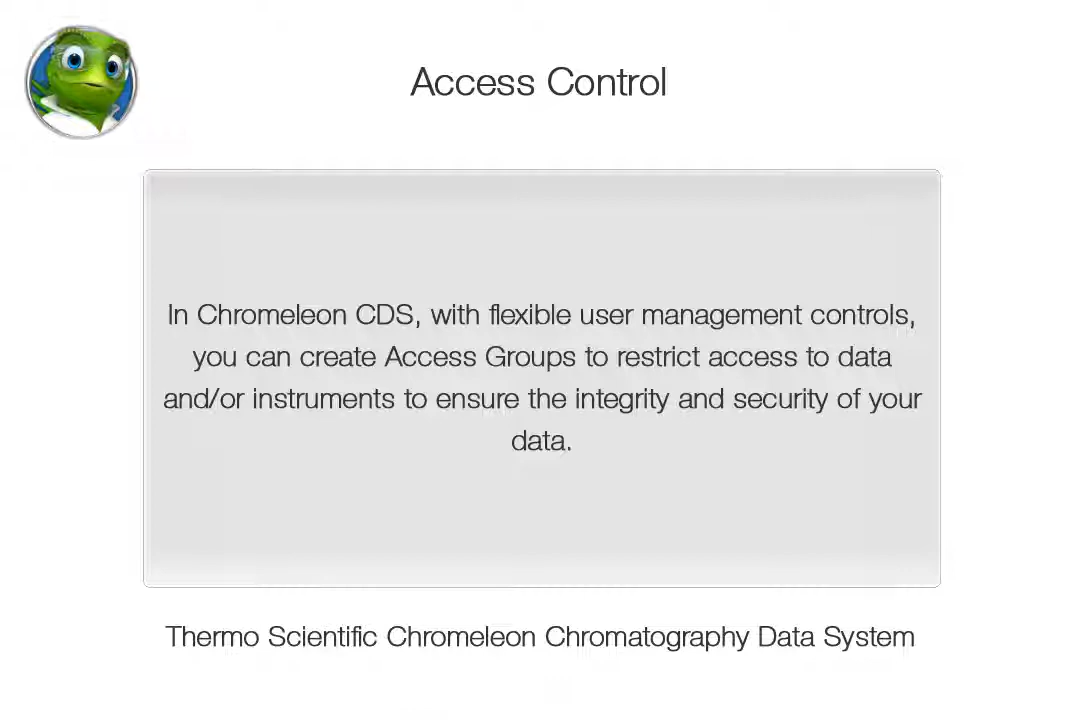 Access Control
In Chromeleon CDS, with flexible user management controls,
you can create Access Groups to restrict access to data
and/or instruments to ensure the integrity and security of your
data.
Thermo Scientific Chromeleon Chromatography Data System